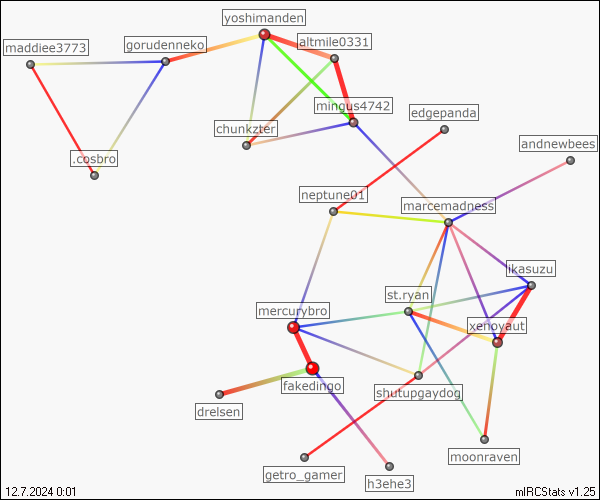 yoshimanden
maddiee3773
gorudenneko
altmile0331
mingus4742
edgepanda
chunkzter
andnewbees
.cosbro
neptune01
marcemadness
ikasuzu
st.ryan
mercurybro
xenoyaut
fakedingo
shutupgaydog
drelsen
moonraven
getro_gamer
h3ehe3
12.7.2024 0:01
mIRCStats v1.25